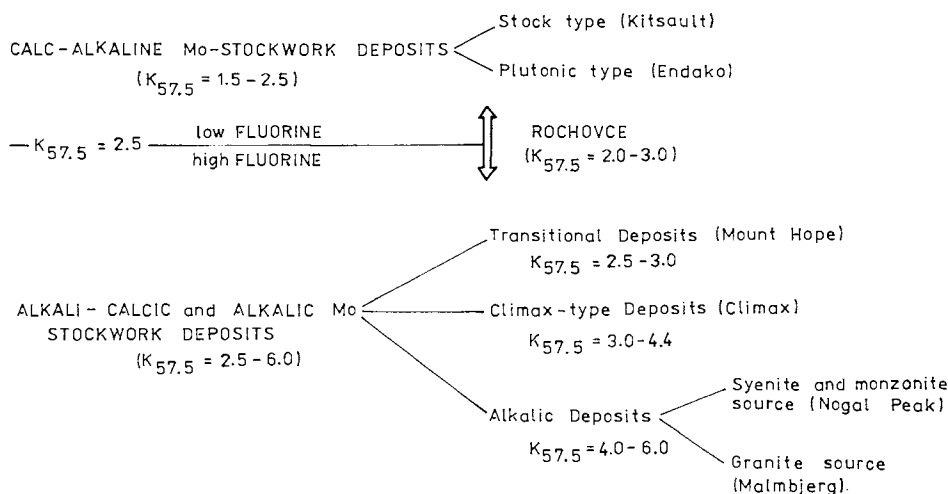 Stock type (Kitsault)
CALC-ALKALINE Mo-STOCKWORK DEPOSITS
(K57.5 = 1.5-2.5)
Plutonic type (Endako)
K57.5 = 2.5
low FLUORINE
high FLUORINE
ROCHOVCE
(K57.5 = 2.0-3.0)
Transitional Deposits (Mount Hope)
K57.5 = 2.5-3.0
ALKALI-CALCIC and ALKALIC Mo
STOCKWORK DEPOSITS
(K57.5 = 2.5-6.0)
Climax-type Deposits (Climax)
K57.5 = 3.0-4.4
Alkalic Deposits
K57.5=4.0-6.0
Syenite and monzonite
source (Nogal Peak)
Granite source
(Malmbjerg).